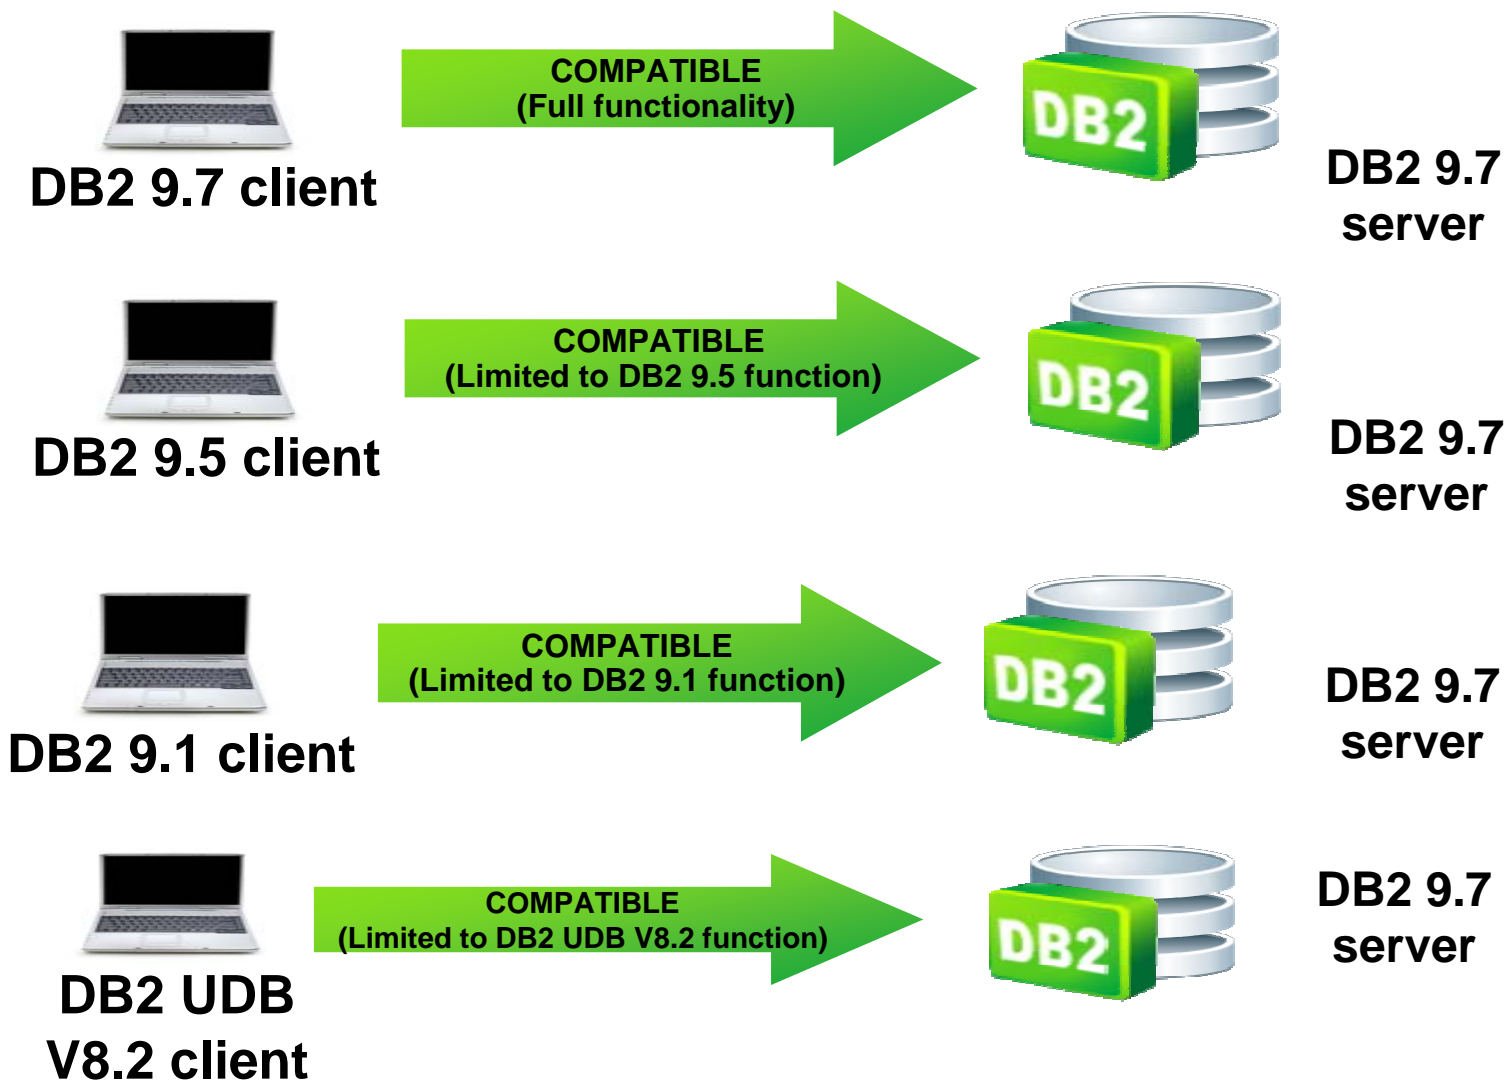 COMPATIBLE
(Full functionality)
DB2
DB2 9.7 client
DB2 9.7
server
COMPATIBLE
(Limited to DB2 9.5 function)
DB2
DB2 9.5 client
DB2 9.7
server
COMPATIBLE
(Limited to DB2 9.1 function)
DB2
DB2 9.1 client
DB2 9.7
server
COMPATIBLE
(Limited to DB2 UDB V8.2 function)
DB2
DB2 UDB
V8.2 client
DB2 9.7
server